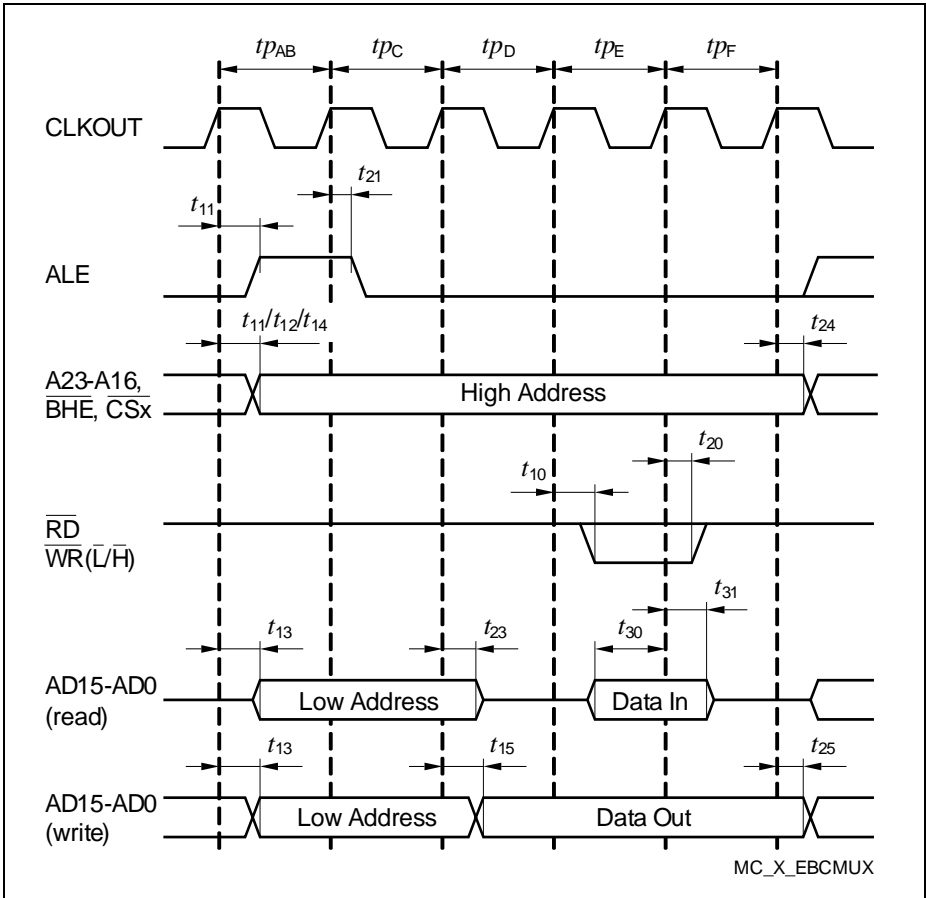 tpAB tpC tpD tpE tpF
CLKOUT
t21
t11
ALE
t11/t12/t14 t24
A23-A16,
BHE, CSx
High Address
t20
t10
RD
WR(L/H)
t31
t13 t23 t30
AD15-AD0
(read)
Low Address Data In
t13 t15 t25
AD15-AD0
(write)
Low Address Data Out
MC_X_EBCMUX